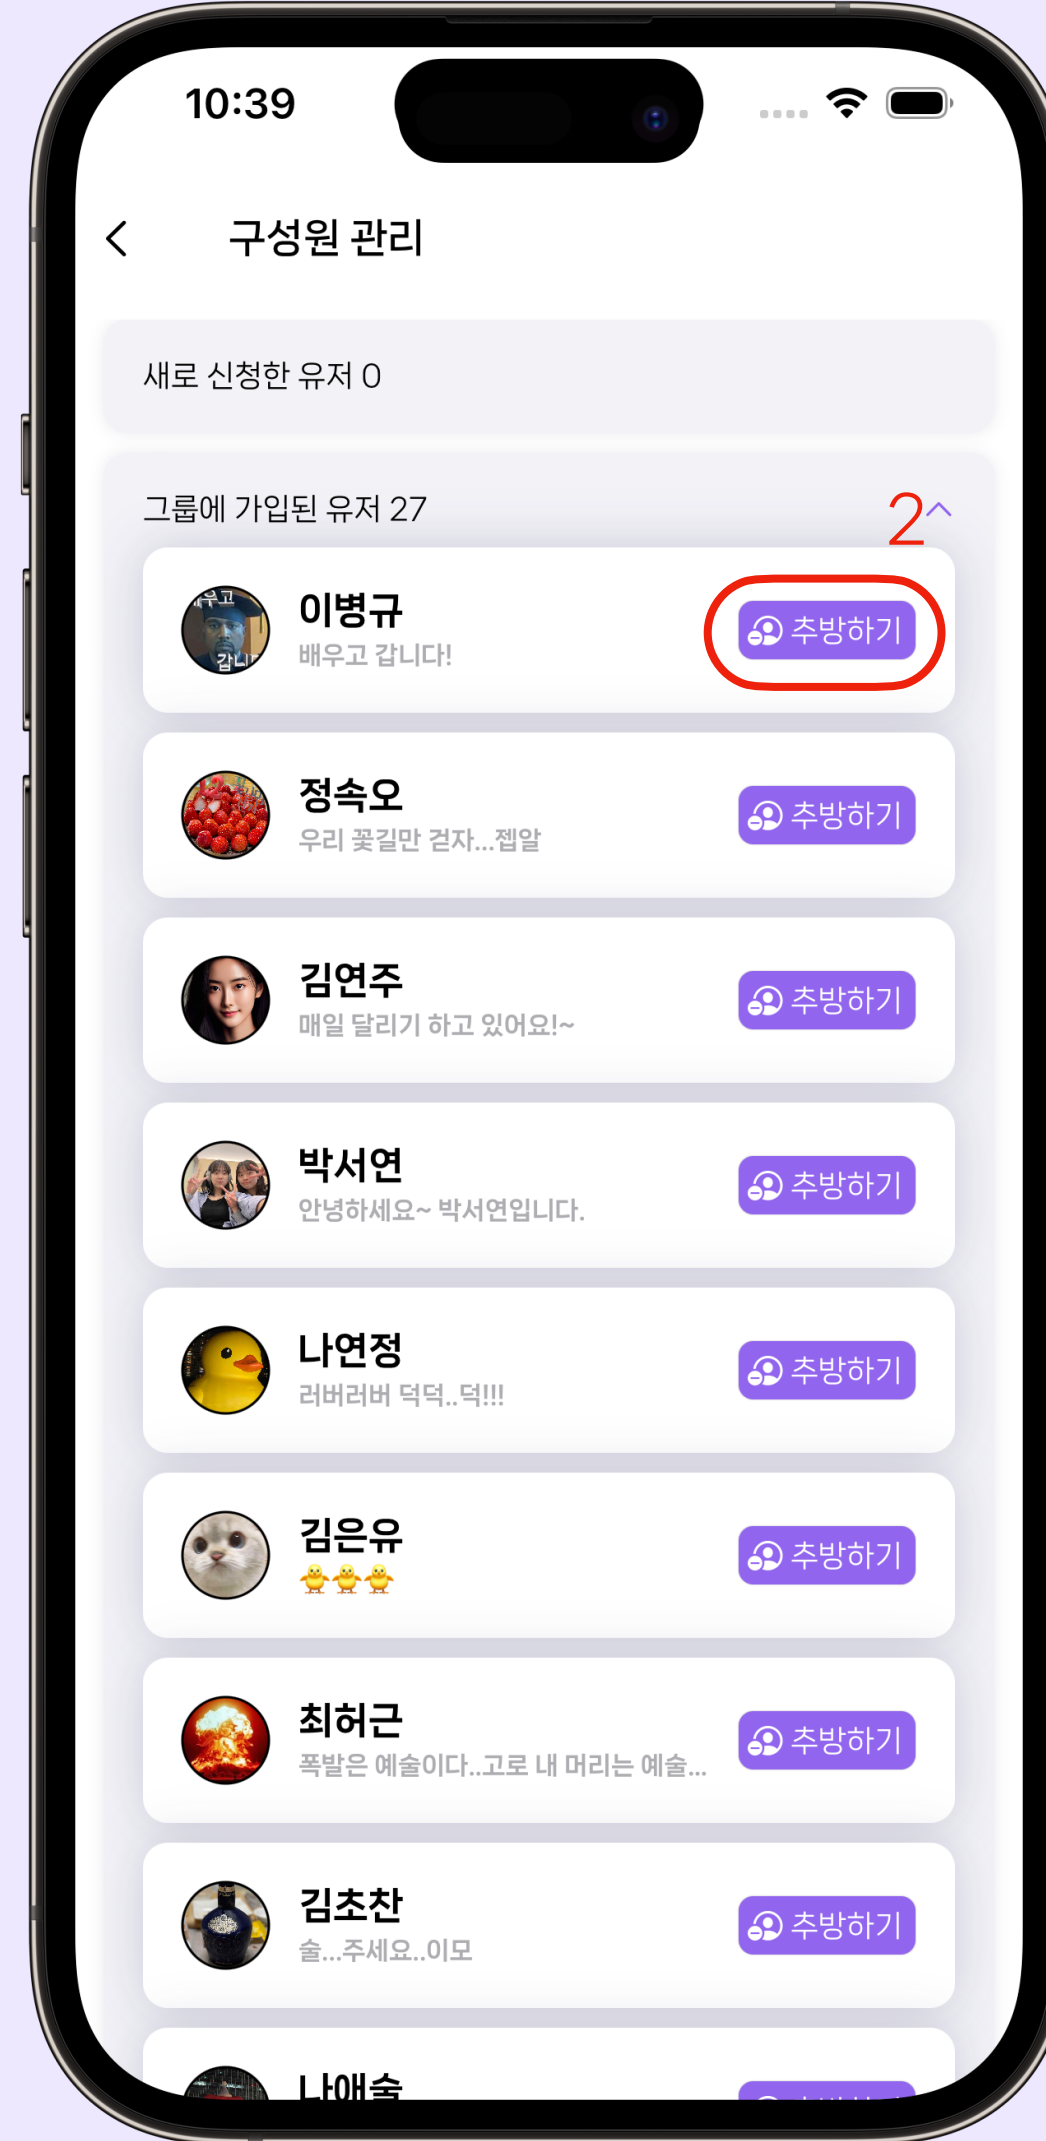 10:39
구성원 관리
새로 신청한 유저 0
그룹에 가입된 유저 27
2
이병규
배우고 갑니다!
추방하기
정속오
우리 꽃길만 걷자...젭알
추방하기
김연주
매일 달리기 하고 있어요!~
추방하기
박서연
안녕하세요~ 박서연입니다.
추방하기
나연정
러버러버 덕덕..덕!!!
추방하기
김은유
🐥🐥🐥
추방하기
최허근
폭발은 예술이다..고로 내 머리는 예술...
추방하기
김초찬
술...주세요..이모
추방하기
나애술